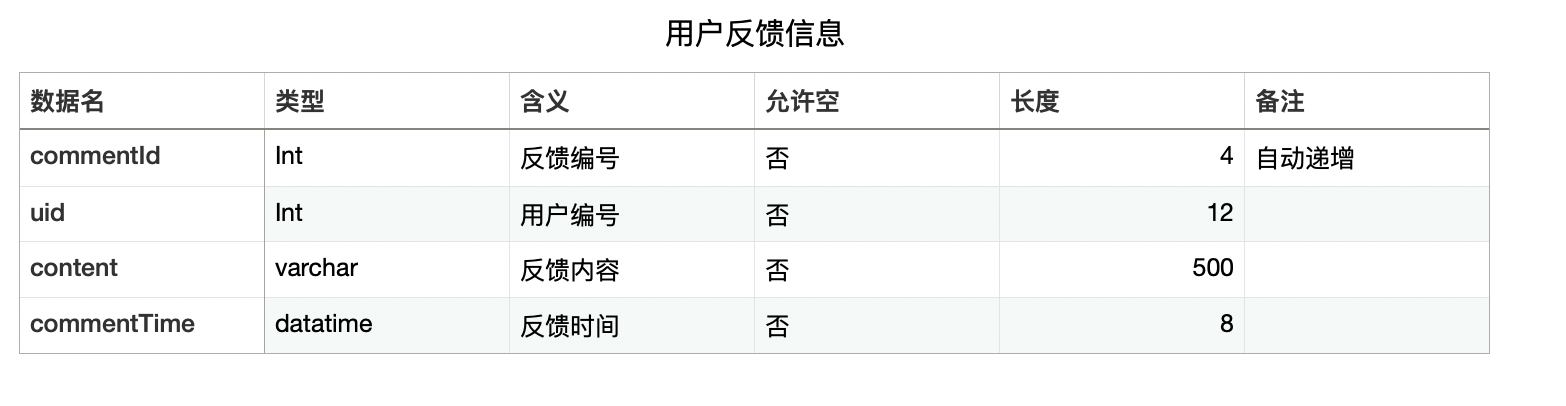 用户反馈信息
数据名 类型 含义 允许空 长度 备注
commentId Int 反馈编号 否 4 自动递增
uid Int 用户编号 否 12
content varchar 反馈内容 否 500
commentTime datatime 反馈时间 否 8